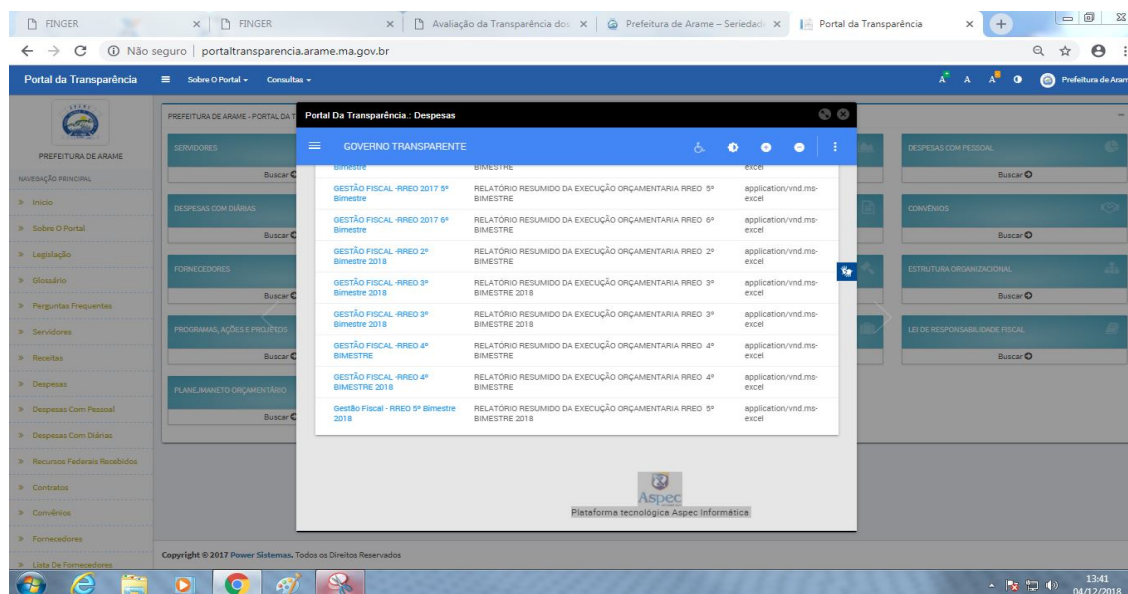 FINGER
FINGER
Avaliação da Transparência dos
Prefeitura de Arame – Seriedade
Portal da Transparência
Não seguro | portaltransparencia.arame.ma.gov.br
Portal da Transparência
Sobre O Portal
Consultas
A A A
Prefeitura de Aram
PREFEITURA DE ARAME
NAVEGAÇÃO PRINCIPAL
Inicio
Sobre O Portal
Legislação
Glossário
Perguntas Frequentes
Servidores
Receitas
Despesas
Despesas Com Pessoal
Despesas Com Diárias
Recursos Federais Recebidos
Contratos
Convênios
Fornecedores
Lista De Fornecedores
PREFEITURA DE ARAME - PORTAL DA T
SERVIDORES
Buscar
DESPESAS COM DIÁRIAS
Buscar
FORNECEDORES
Buscar
PROGRAMAS, AÇÕES E PROJETOS
Buscar
PLANEJMANETO ORÇAMENTÁRIO
Buscar
Portal Da Transparência.: Despesas
GOVERNO TRANSPARENTE
Bimestre BIMESTRE excel
GESTÃO FISCAL -RREO 2017 5º RELATÓRIO RESUMIDO DA EXECUÇÃO ORÇAMENTARIA RREO 5º application/vnd.ms-
Bimestre BIMESTRE excel
GESTÃO FISCAL -RREO 2017 6º RELATÓRIO RESUMIDO DA EXECUÇÃO ORÇAMENTARIA RREO 6º application/vnd.ms-
Bimestre BIMESTRE excel
GESTÃO FISCAL -RREO 2º RELATÓRIO RESUMIDO DA EXECUÇÃO ORÇAMENTARIA RREO 2º application/vnd.ms-
Bimestre 2018 BIMESTRE excel
GESTÃO FISCAL -RREO 3º RELATÓRIO RESUMIDO DA EXECUÇÃO ORÇAMENTARIA RREO 3º application/vnd.ms-
Bimestre 2018 BIMESTRE 2018 excel
GESTÃO FISCAL -RREO 3º RELATÓRIO RESUMIDO DA EXECUÇÃO ORÇAMENTARIA RREO 3º application/vnd.ms-
Bimestre 2018 BIMESTRE 2018 excel
GESTÃO FISCAL -RREO 4º RELATÓRIO RESUMIDO DA EXECUÇÃO ORÇAMENTARIA RREO 4º application/vnd.ms-
BIMESTRE BIMESTRE excel
GESTÃO FISCAL -RREO 4º RELATÓRIO RESUMIDO DA EXECUÇÃO ORÇAMENTARIA RREO 4º application/vnd.ms-
BIMESTRE 2018 BIMESTRE excel
Gestão Fiscal - RREO 5º Bimestre RELATÓRIO RESUMIDO DA EXECUÇÃO ORÇAMENTARIA RREO 5º application/vnd.ms-
2018 BIMESTRE 2018 excel
Aspec
Plataforma tecnológica Aspec Informática
DESPESAS COM PESSOAL
Buscar
CONVÊNIOS
Buscar
ESTRUTURA ORGANIZACIONAL
Buscar
LEI DE RESPONSABILIDADE FISCAL
Buscar
Copyright © 2017 Power Sistemas. Todos os Direitos Reservados
13:41
04/12/2018